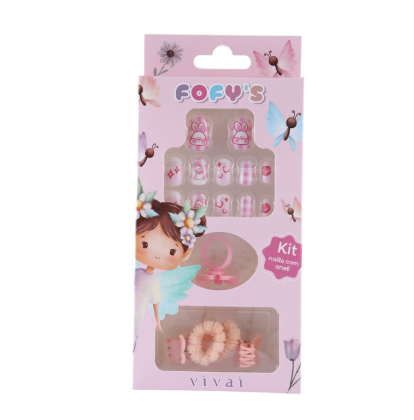 FOFY'S
Kit
nails com
anel!
vivai